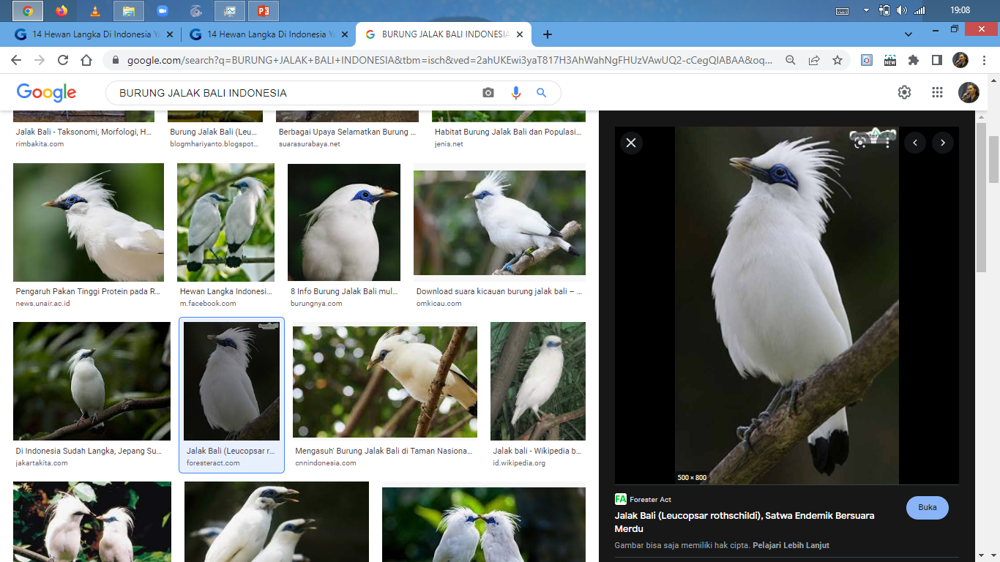 19:08
14 Hewan Langka Di Indonesia Ya
14 Hewan Langka Di Indonesia Ya
BURUNG JALAK BALI INDONESIA
google.com/search?q=BURUNG+JALAK+BALI+INDONESIA&tbm=isch&ved=2ahUKEwi3yaT817H3AhWahNgFHUzVAwUQ2-cCegQIABAA&oq...
NEW
Google
BURUNG JALAK BALI INDONESIA
Jalak Bali - Taksonomi, Morfologi, H...
rimbakita.com
Burung Jalak Bali (Leu...
blogmhariyanto.blogspot...
Berbagai Upaya Selamatkan Burung ...
suarasurabaya.net
Habitat Burung Jalak Bali dan Populasi...
jenis.net
Pengaruh Pakan Tinggi Protein pada R...
news.unair.ac.id
Hewan Langka Indonesi...
m.facebook.com
8 Info Burung Jalak Bali mul...
burungnya.com
Download suara kicauan burung jalak bali – ...
omkicau.com
Di Indonesia Sudah Langka, Jepang Su...
jakartakita.com
Jalak Bali (Leucopsar r...
foresteract.com
Mengasuh' Burung Jalak Bali di Taman Nasiona...
cnnindonesia.com
Jalak bali - Wikipedia b...
id.wikipedia.org
500 × 800
FA Forester Act
Jalak Bali (Leucopsar rothschildi), Satwa Endemik Bersuara
Merdu
Buka
Gambar bisa saja memiliki hak cipta. Pelajari Lebih Lanjut